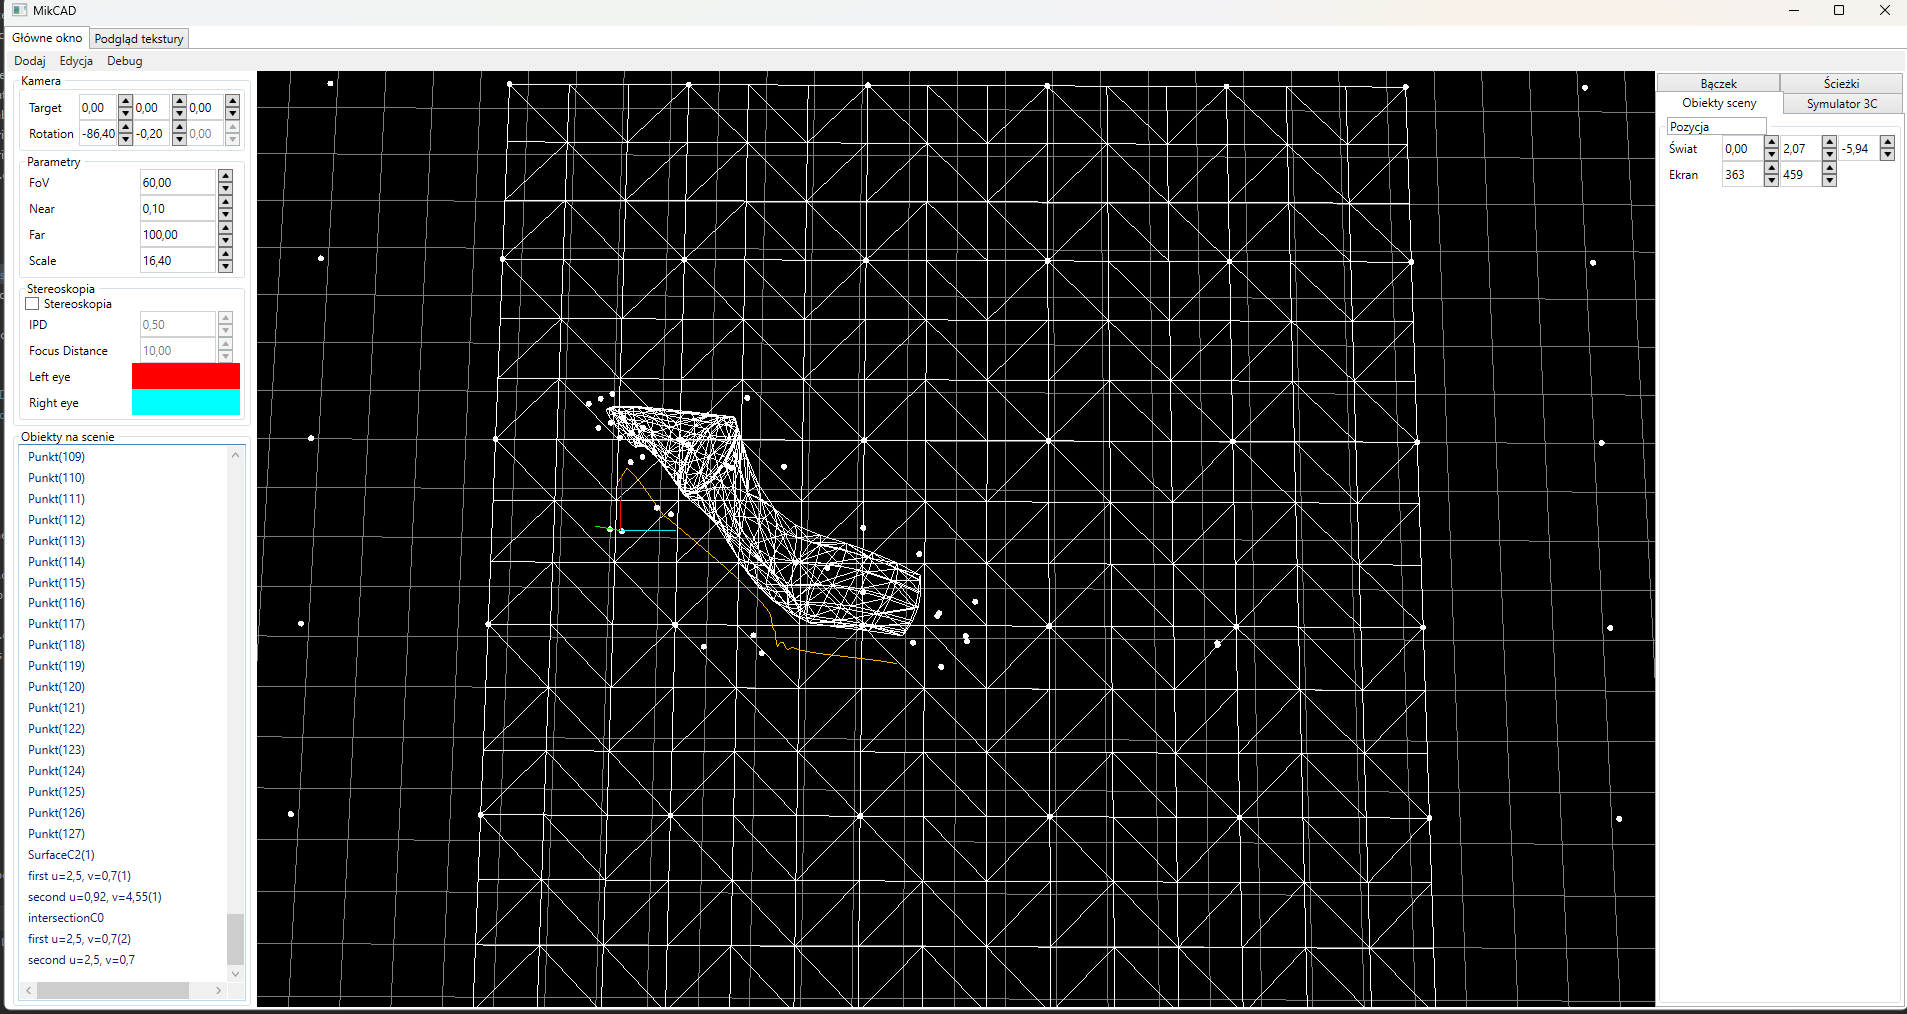 MikCAD
Główne okno Podgląd tekstury
Dodaj Edycja Debug
Kamera
Target 0,00 0,00 0,00
Rotation -86,40 -0,20 0,00
Parametry
FoV 60,00
Near 0,10
Far 100,00
Scale 16,40
Stereoskopia
Stereoskopia
IPD 0,50
Focus Distance 10,00
Left eye
Right eye
Obiekty na scenie
Punkt(109)
Punkt(110)
Punkt(111)
Punkt(112)
Punkt(113)
Punkt(114)
Punkt(115)
Punkt(116)
Punkt(117)
Punkt(118)
Punkt(119)
Punkt(120)
Punkt(121)
Punkt(122)
Punkt(123)
Punkt(124)
Punkt(125)
Punkt(126)
Punkt(127)
SurfaceC2(1)
first u=2,5, v=0,7(1)
second u=0,92, v=4,55(1)
intersectionC0
first u=2,5, v=0,7(2)
second u=2,5, v=0,7
Bączek Ścieżki
Obiekty sceny Symulator 3C
Pozycja
Świat 0,00 2,07 -5,94
Ekran 363 459